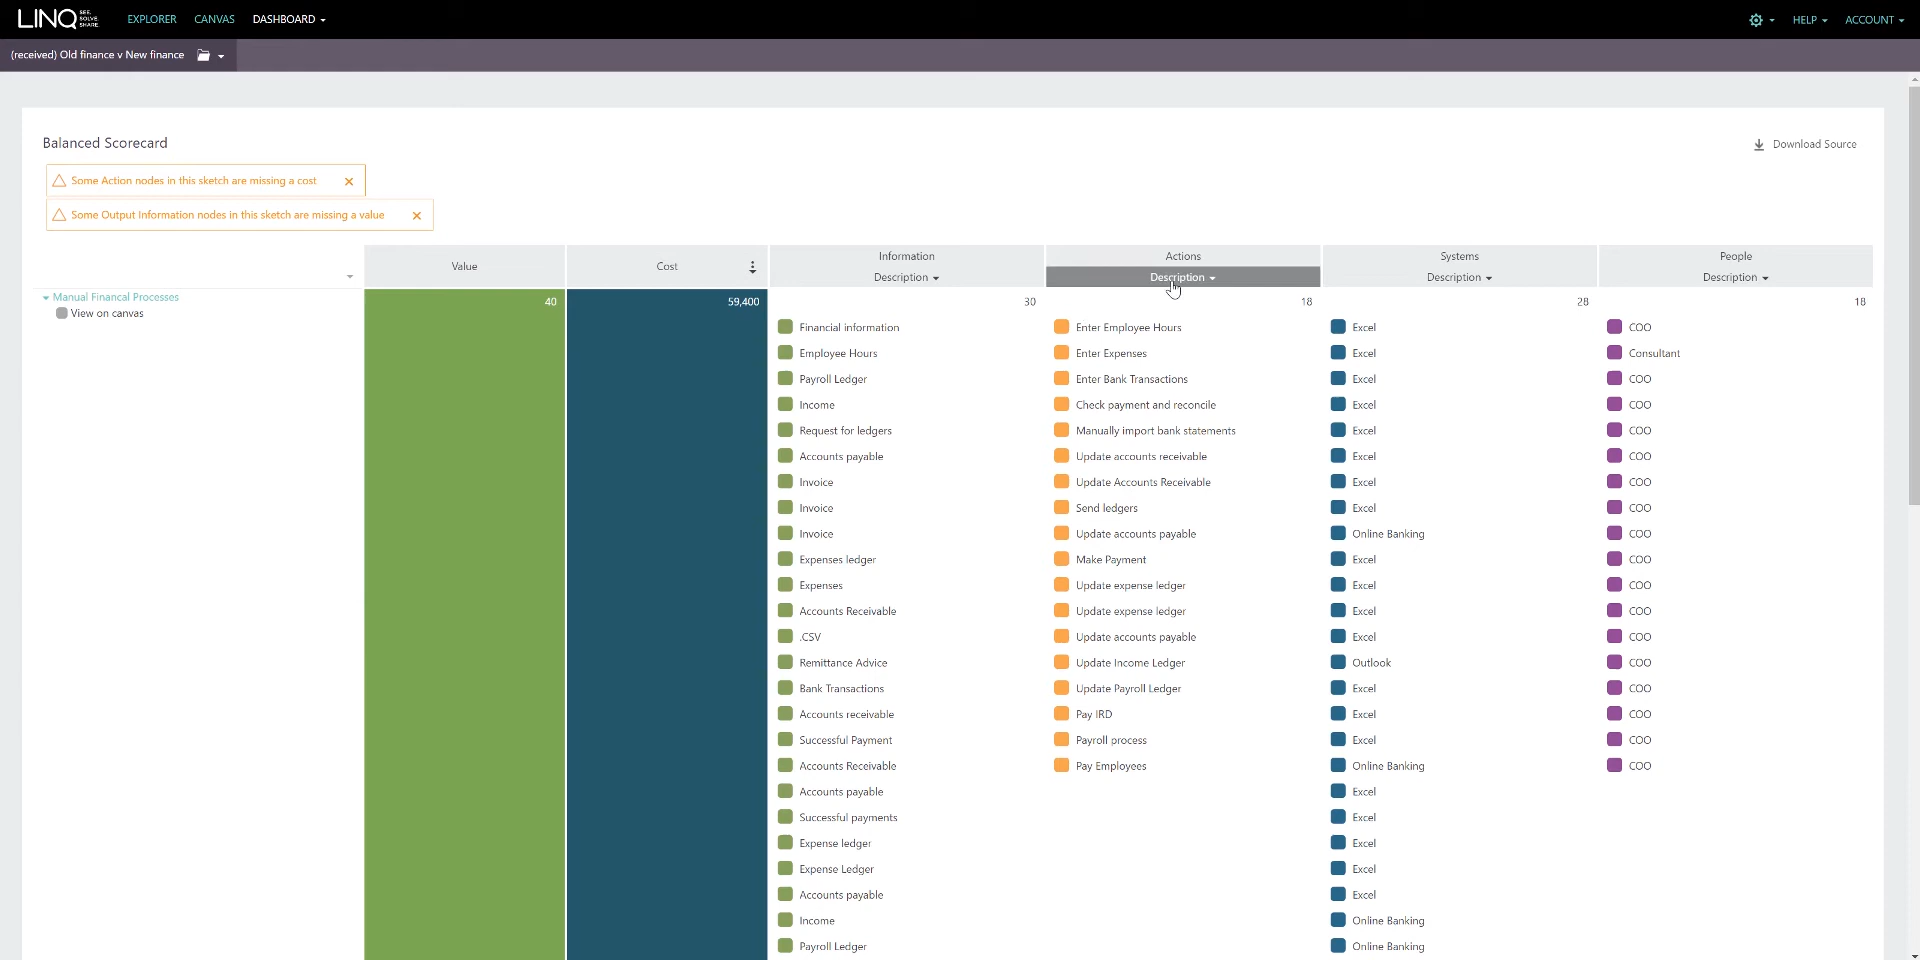 LINQ SEE. SOLVE. SHARE. EXPLORER CANVAS DASHBOARD HELP ACCOUNT
(received) Old finance v New finance
Balanced Scorecard Download Source
Some Action nodes in this sketch are missing a cost
Some Output Information nodes in this sketch are missing a value
Value Cost Information Actions Systems People
Description Description Description Description
Manual Financal Processes 40 59,400 30 18 28 18
View on canvas
Financial information Enter Employee Hours Excel COO
Employee Hours Enter Expenses Excel Consultant
Payroll Ledger Enter Bank Transactions Excel COO
Income Check payment and reconcile Excel COO
Request for ledgers Manually import bank statements Excel COO
Accounts payable Update accounts receivable Excel COO
Invoice Update Accounts Receivable Excel COO
Invoice Send ledgers Excel COO
Invoice Update accounts payable Online Banking COO
Expenses ledger Make Payment Excel COO
Expenses Update expense ledger Excel COO
Accounts Receivable Update expense ledger Excel COO
.CSV Update accounts payable Excel COO
Remittance Advice Update Income Ledger Outlook COO
Bank Transactions Update Payroll Ledger Excel COO
Accounts receivable Pay IRD Excel COO
Successful Payment Payroll process Excel COO
Accounts Receivable Pay Employees Online Banking COO
Accounts payable Excel
Successful payments Excel
Expense ledger Excel
Expense Ledger Excel
Accounts payable Excel
Income Online Banking
Payroll Ledger Online Banking